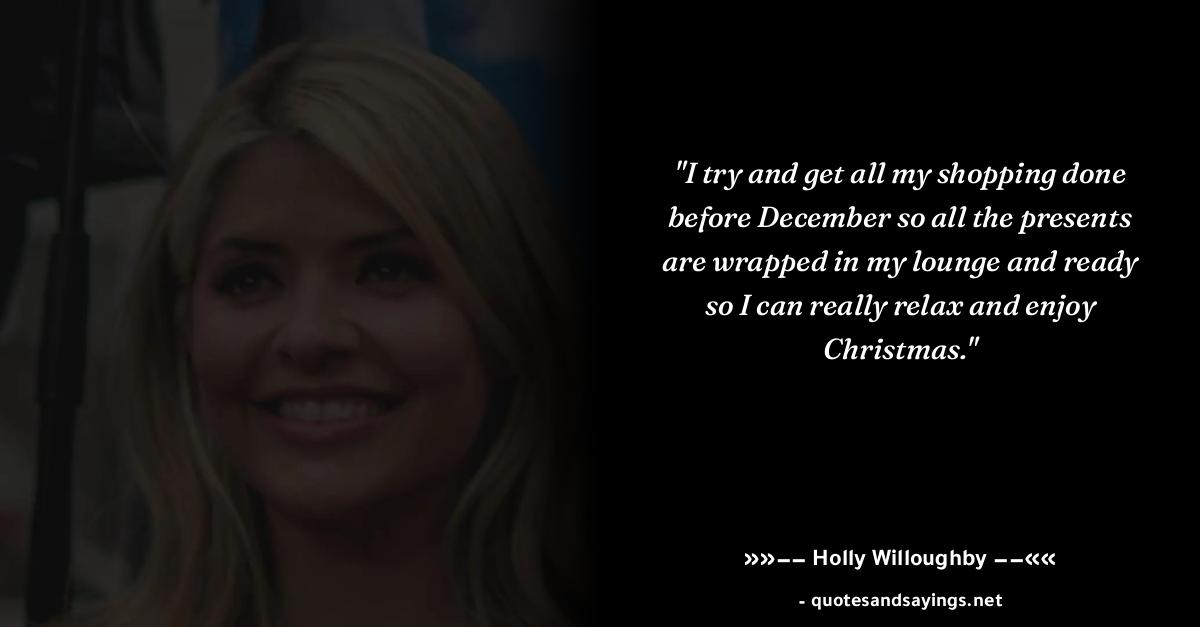 "I try and get all my shopping done
before December so all the presents
are wrapped in my lounge and ready
so I can really relax and enjoy
Christmas."
»»–– Holly Willoughby ––««
- quotesandsayings.net